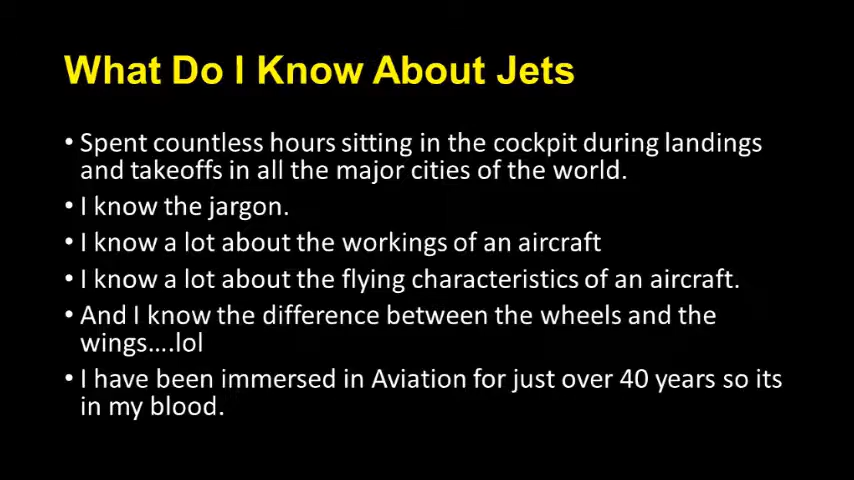 What Do I Know About Jets
• Spent countless hours sitting in the cockpit during landings
and takeoffs in all the major cities of the world.
• I know the jargon.
• I know a lot about the workings of an aircraft
• I know a lot about the flying characteristics of an aircraft.
• And I know the difference between the wheels and the
wings….lol
• I have been immersed in Aviation for just over 40 years so its
in my blood.